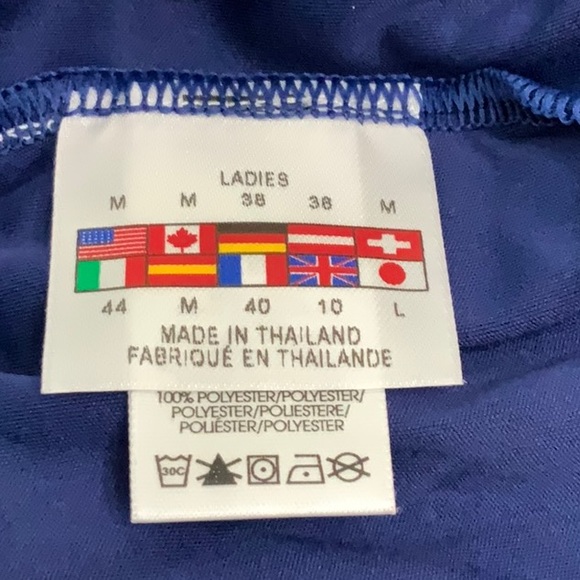 LADIES
M M 38 38 M
44 M 40 10 L
MADE IN THAILAND
FABRIQUÉ EN THAILANDE
100% POLYESTER/POLYESTER/
POLYESTER/POLIESTERE/
POLIÉSTER/POLYESTER
30C